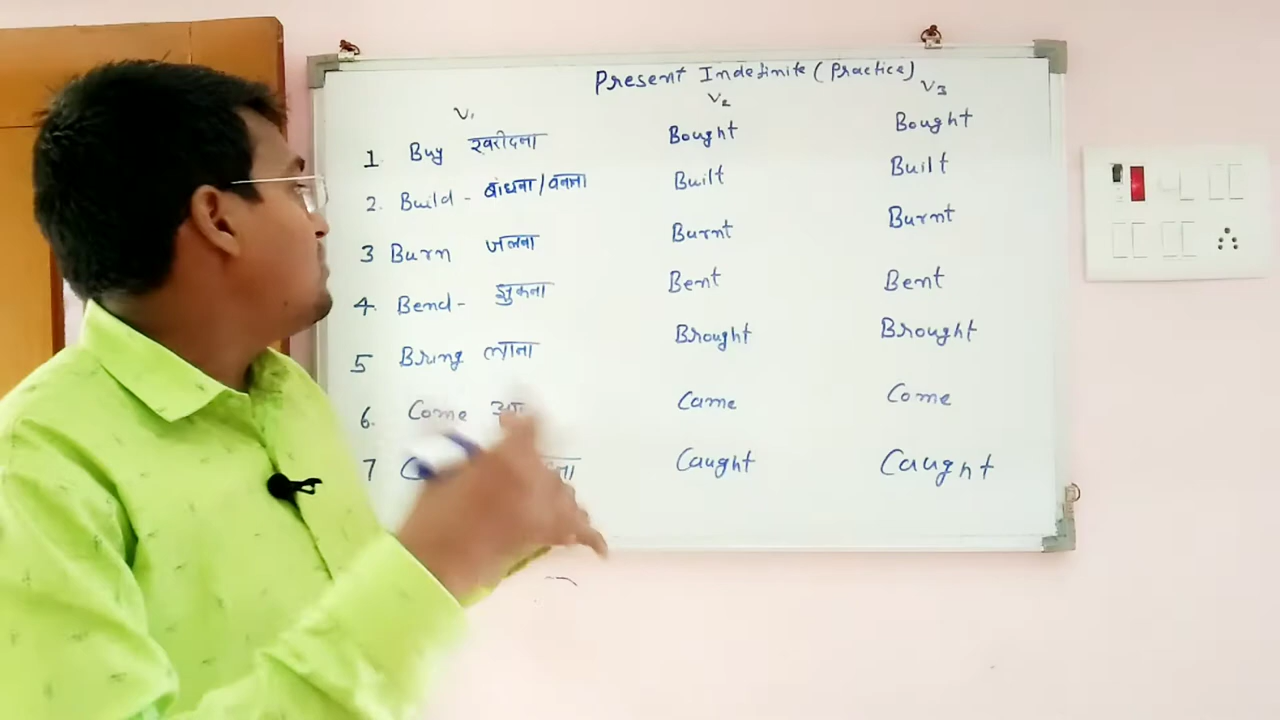 Present Indefinite (Practice)
V1 V2 V3
1 Buy खरीदना Bought Bought
2. Build - बांधना/बनना Built Built
3 Burn जलना Burnt Burnt
4. Bend - झुकना Bent Bent
5 Bring लाना Brought Brought
6. Come Came Come
7 Caught Caught